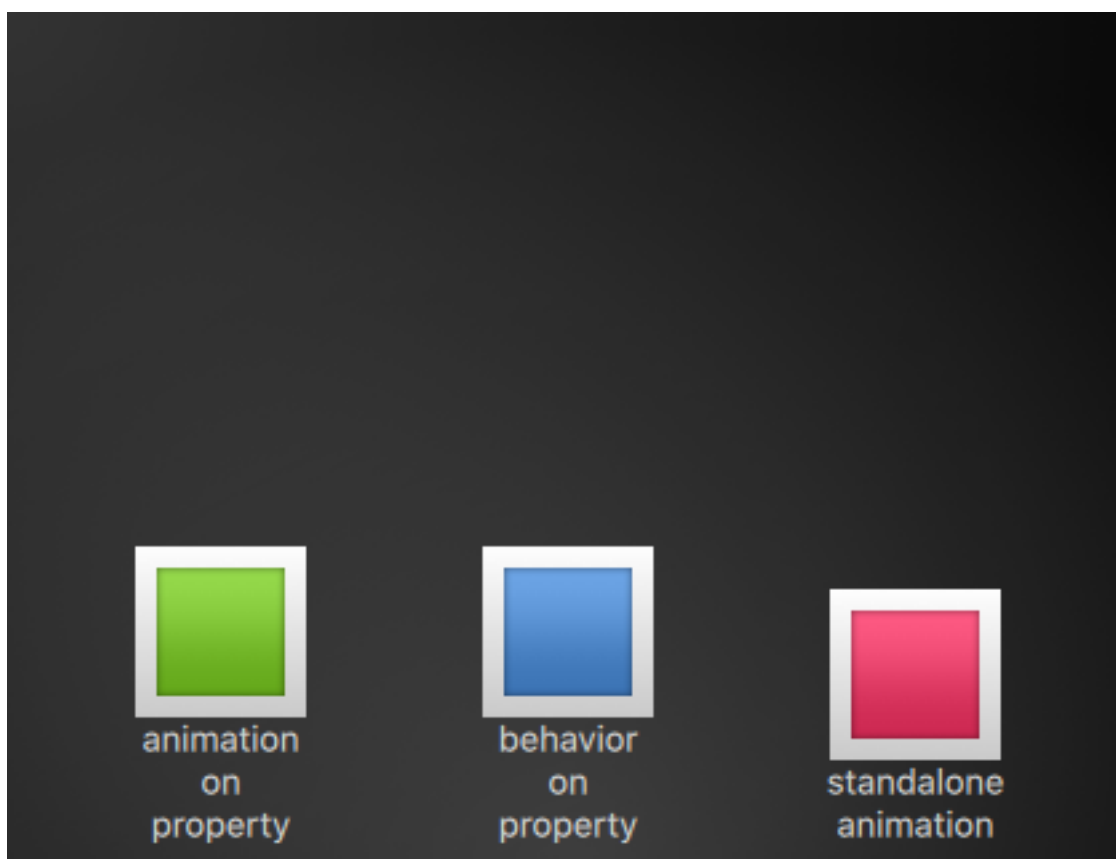 animation
on
property
behavior
on
property
standalone
animation